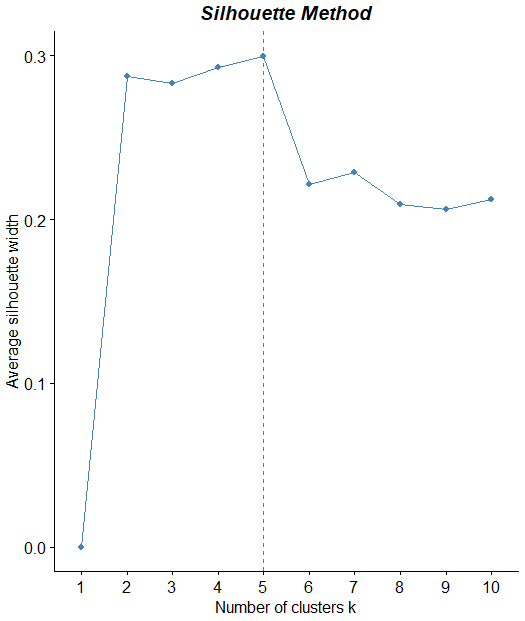 Silhouette Method
0.3
0.2
0.1
0.0
Average silhouette width
1 2 3 4 5 6 7 8 9 10
Number of clusters k